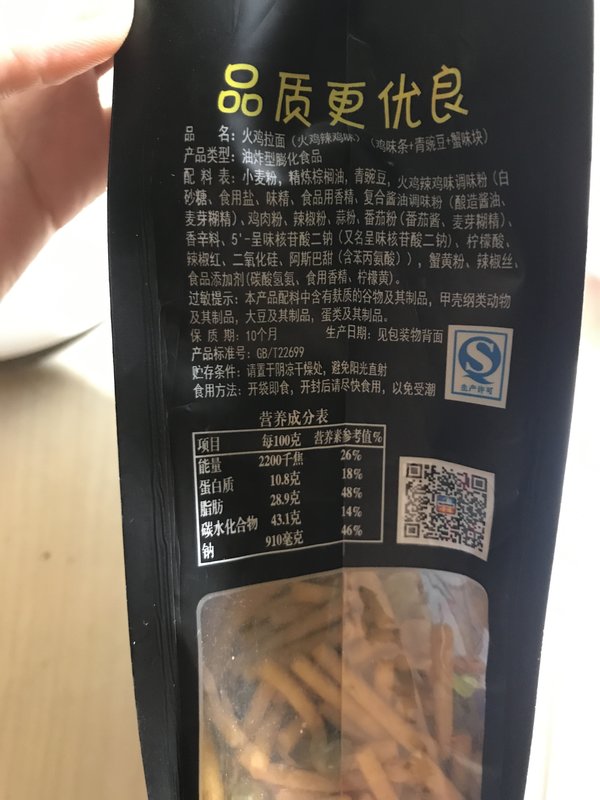 品质更优良
品 名：火鸡拉面（火鸡辣鸡味）（鸡味条+青豌豆+蟹味块）
产品类型：油炸型膨化食品
配 料 表：小麦粉，精炼棕榈油，青豌豆，火鸡辣鸡味调味粉（白
砂糖、食用盐、味精、食品用香精、复合酱油调味粉（酿造酱油、
麦芽糊精）、鸡肉粉、辣椒粉、蒜粉、番茄粉（番茄酱、麦芽糊精）、
香辛料、5'-呈味核苷酸二钠（又名呈味核苷酸二钠）、柠檬酸、
辣椒红、二氧化硅、阿斯巴甜（含苯丙氨酸）），蟹黄粉、辣椒丝、
食品添加剂(碳酸氢氨、食用香精、柠檬黄)。
过敏提示：本产品配料中含有麸质的谷物及其制品，甲壳纲类动物
及其制品，大豆及其制品，蛋类及其制品。
保 质 期：10个月 生产日期：见包装物背面
产品标准号：GB/T22699
贮存条件：请置于阴凉干燥处，避免阳光直射
食用方法：开袋即食，开封后请尽快食用，以免受潮
生产许可
营养成分表
项目 每100克 营养素参考值%
能量 2200千焦 26%
蛋白质 10.8克 18%
脂肪 28.9克 48%
碳水化合物 43.1克 14%
钠 910毫克 46%